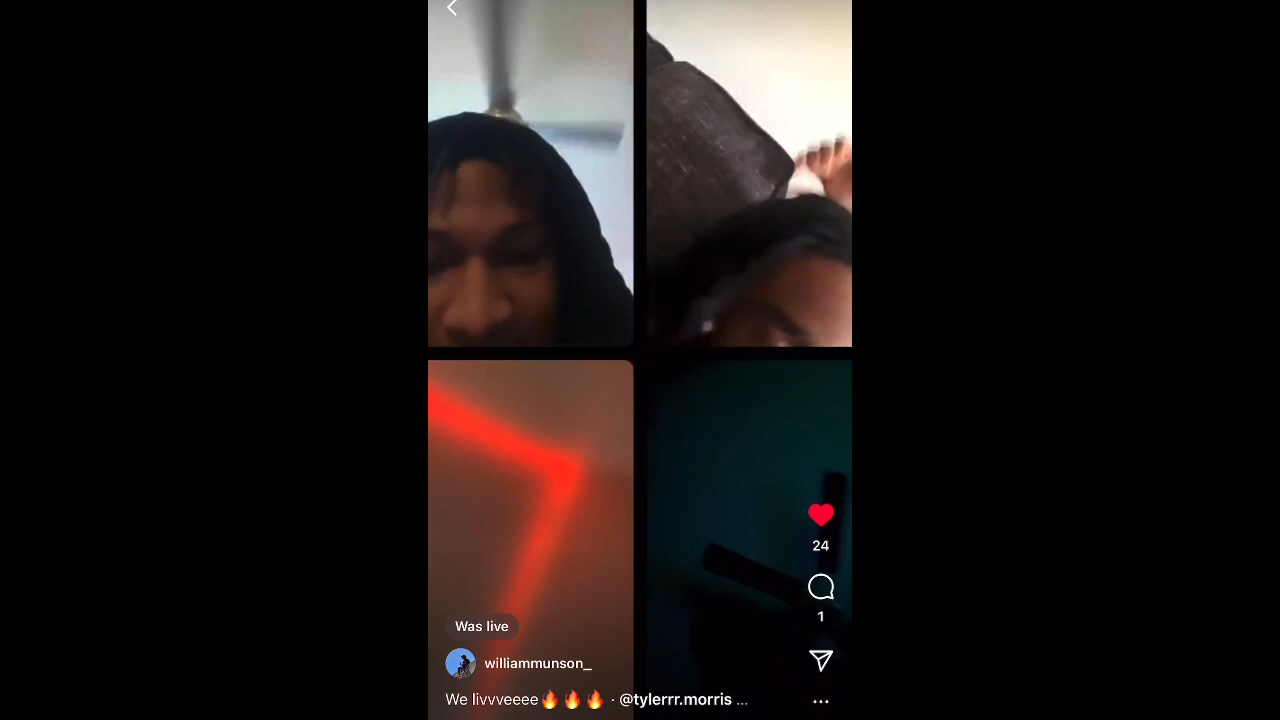 24
1
Was live
williammunson_
We livvveeee🔥🔥🔥 · @tylerrr.morris ...